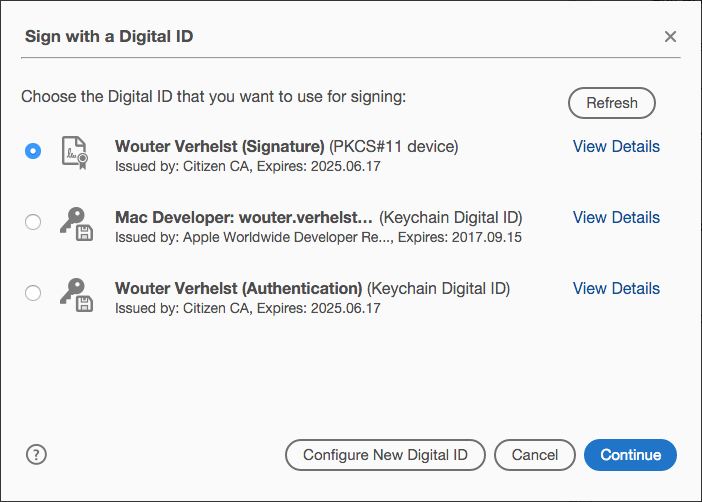 Sign with a Digital ID
Choose the Digital ID that you want to use for signing:
Refresh
Wouter Verhelst (Signature) (PKCS#11 device)
View Details
Issued by: Citizen CA, Expires: 2025.06.17
Mac Developer: wouter.verhelst... (Keychain Digital ID)
View Details
Issued by: Apple Worldwide Developer Re..., Expires: 2017.09.15
Wouter Verhelst (Authentication) (Keychain Digital ID)
View Details
Issued by: Citizen CA, Expires: 2025.06.17
?
Configure New Digital ID
Cancel
Continue